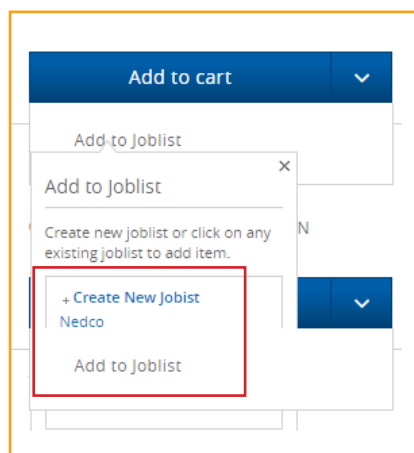 Add to cart
Add to Joblist
×
Add to Joblist
Create new joblist or click on any
existing joblist to add item.
N
+ Create New Jobist
Nedco
Add to Joblist